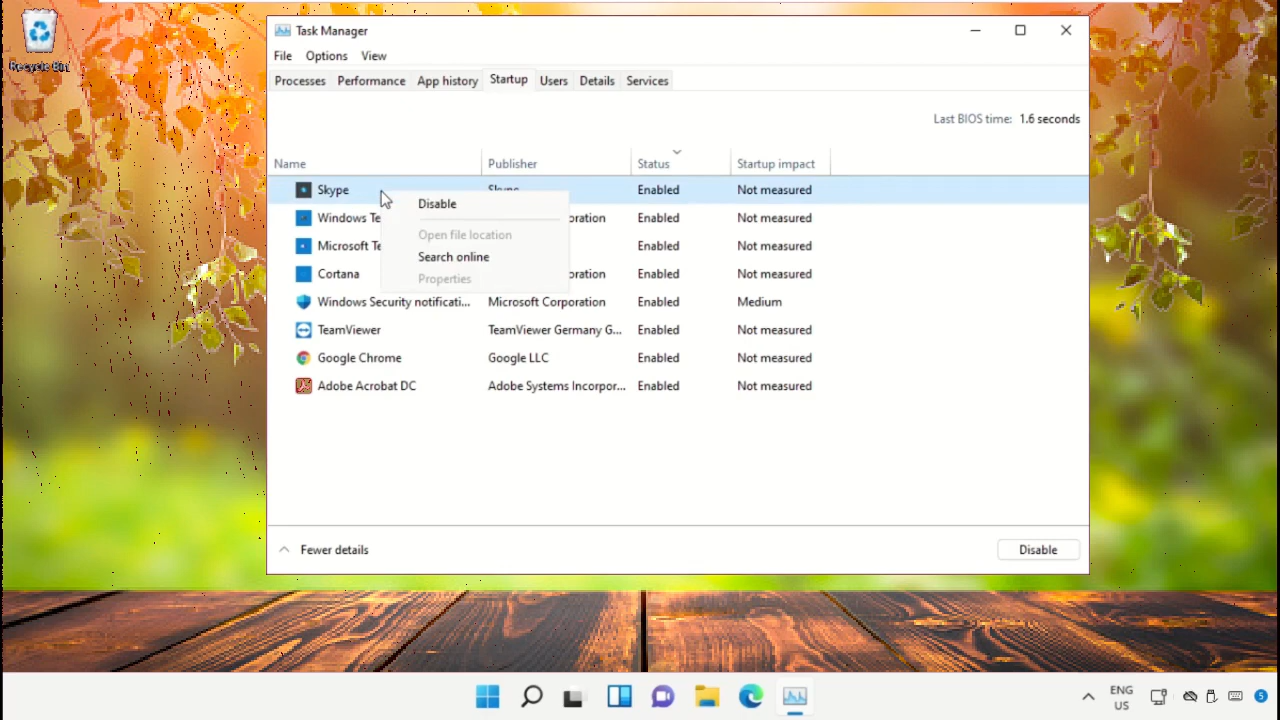 Recycle Bin
Task Manager
File Options View
Processes Performance App history Startup Users Details Services
Last BIOS time: 1.6 seconds
Name Publisher Status Startup impact
Skype Skype Enabled Not measured
Disable
Windows Te oration Enabled Not measured
Open file location
Microsoft Te Enabled Not measured
Search online
Cortana oration Enabled Not measured
Properties
Windows Security notificati... Microsoft Corporation Enabled Medium
TeamViewer TeamViewer Germany G... Enabled Not measured
Google Chrome Google LLC Enabled Not measured
Adobe Acrobat DC Adobe Systems Incorpor... Enabled Not measured
Fewer details Disable
ENG
US
5